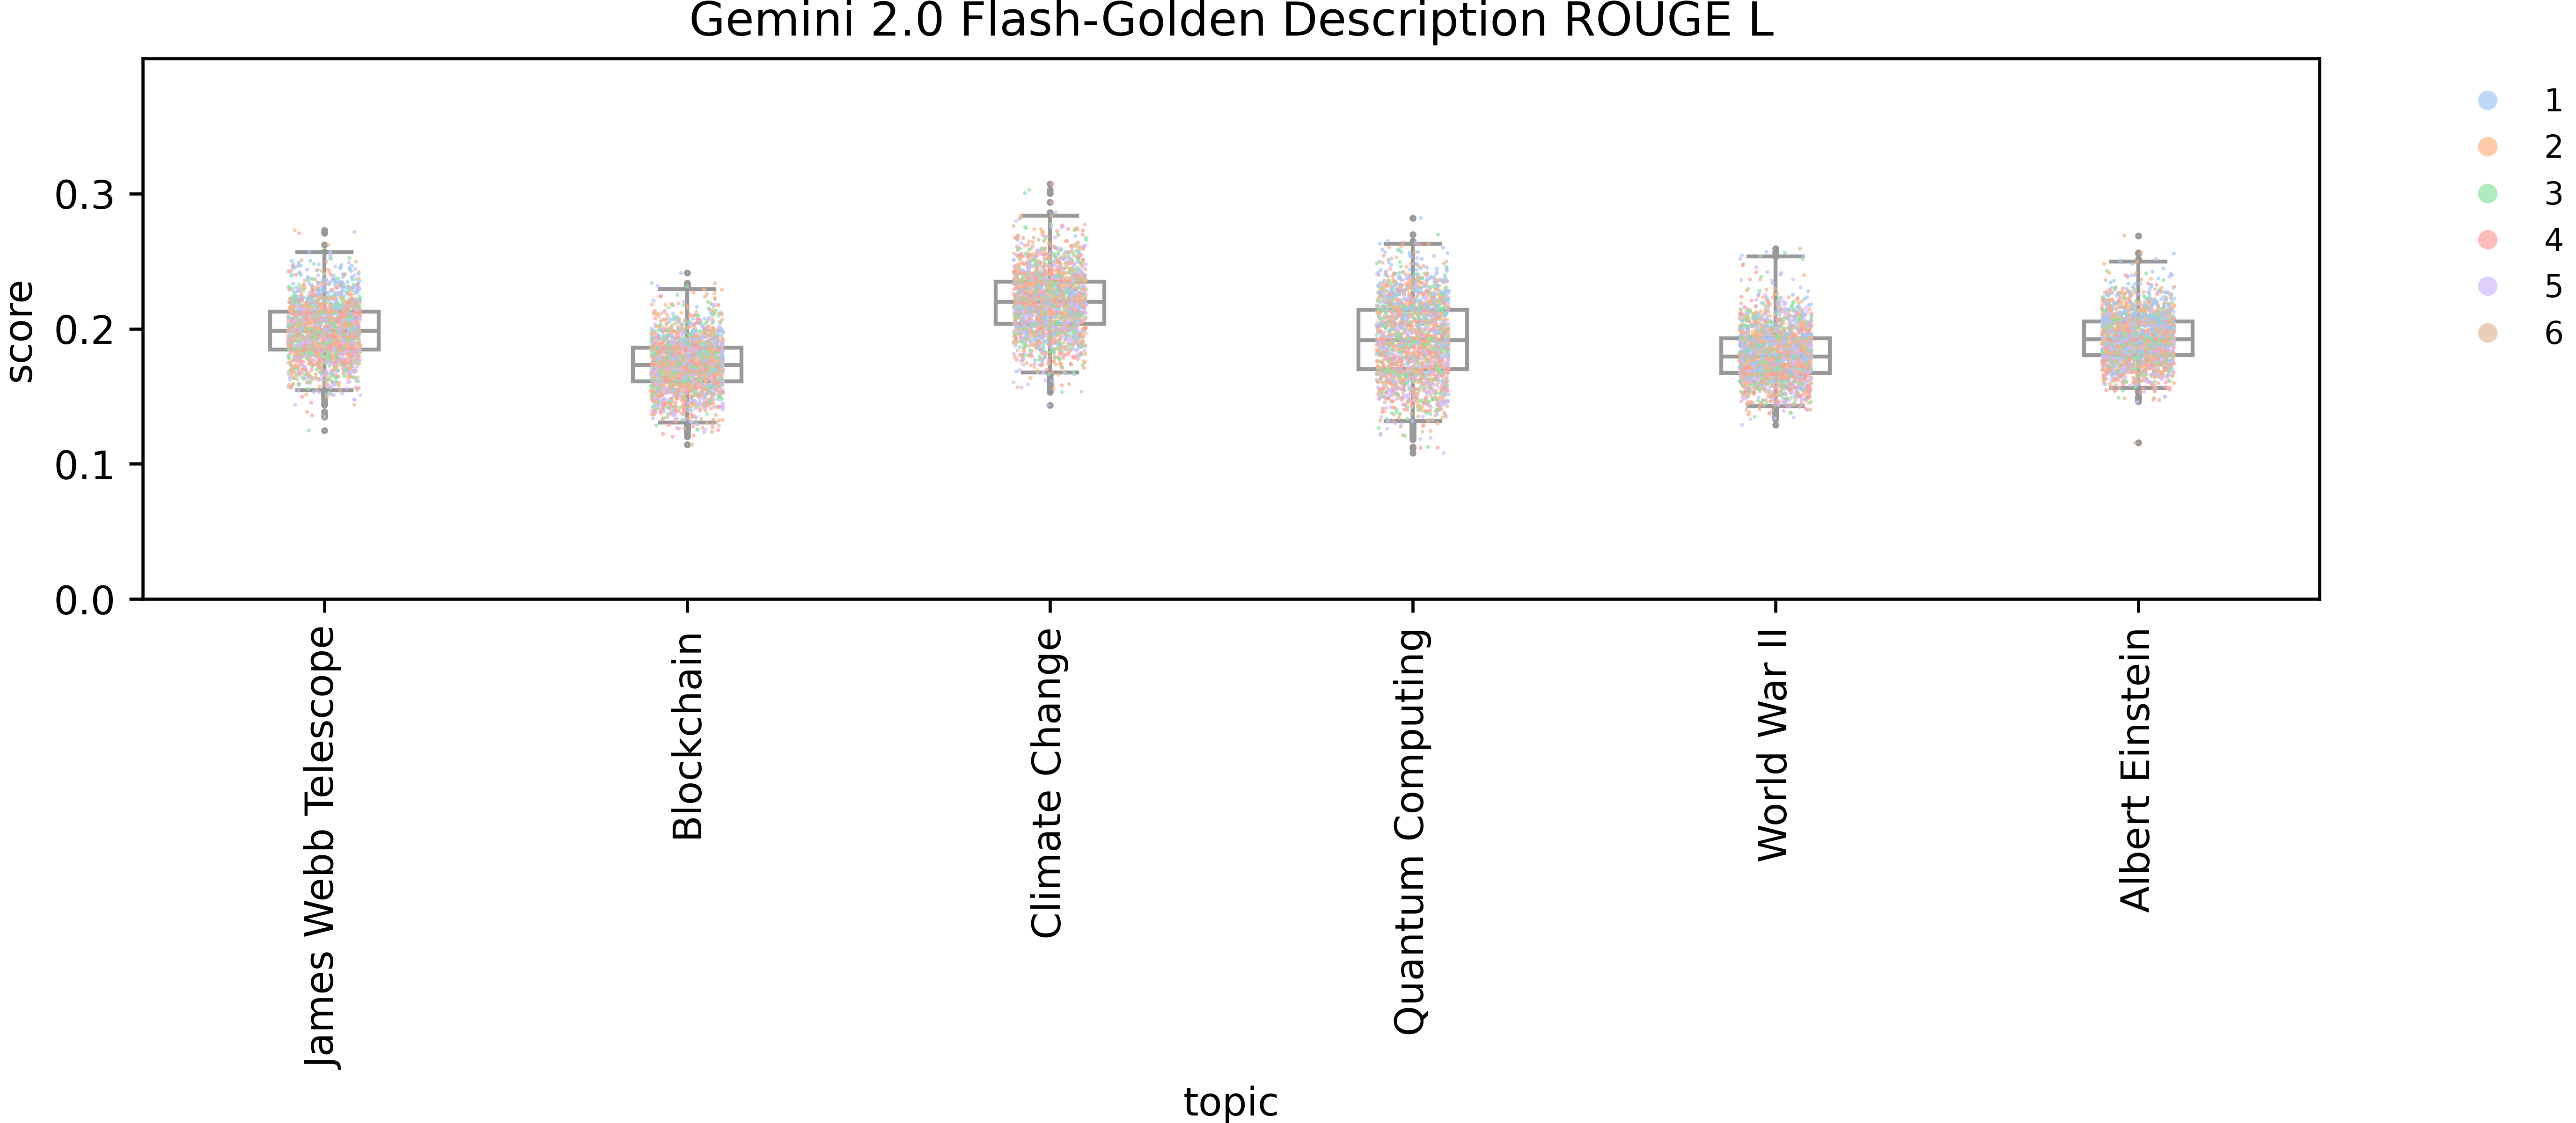 Gemini 2.0 Flash-Golden Description ROUGE L
score
0.3
0.2
0.1
0.0
James Webb Telescope
Blockchain
Climate Change
Quantum Computing
World War II
Albert Einstein
topic
1
2
3
4
5
6